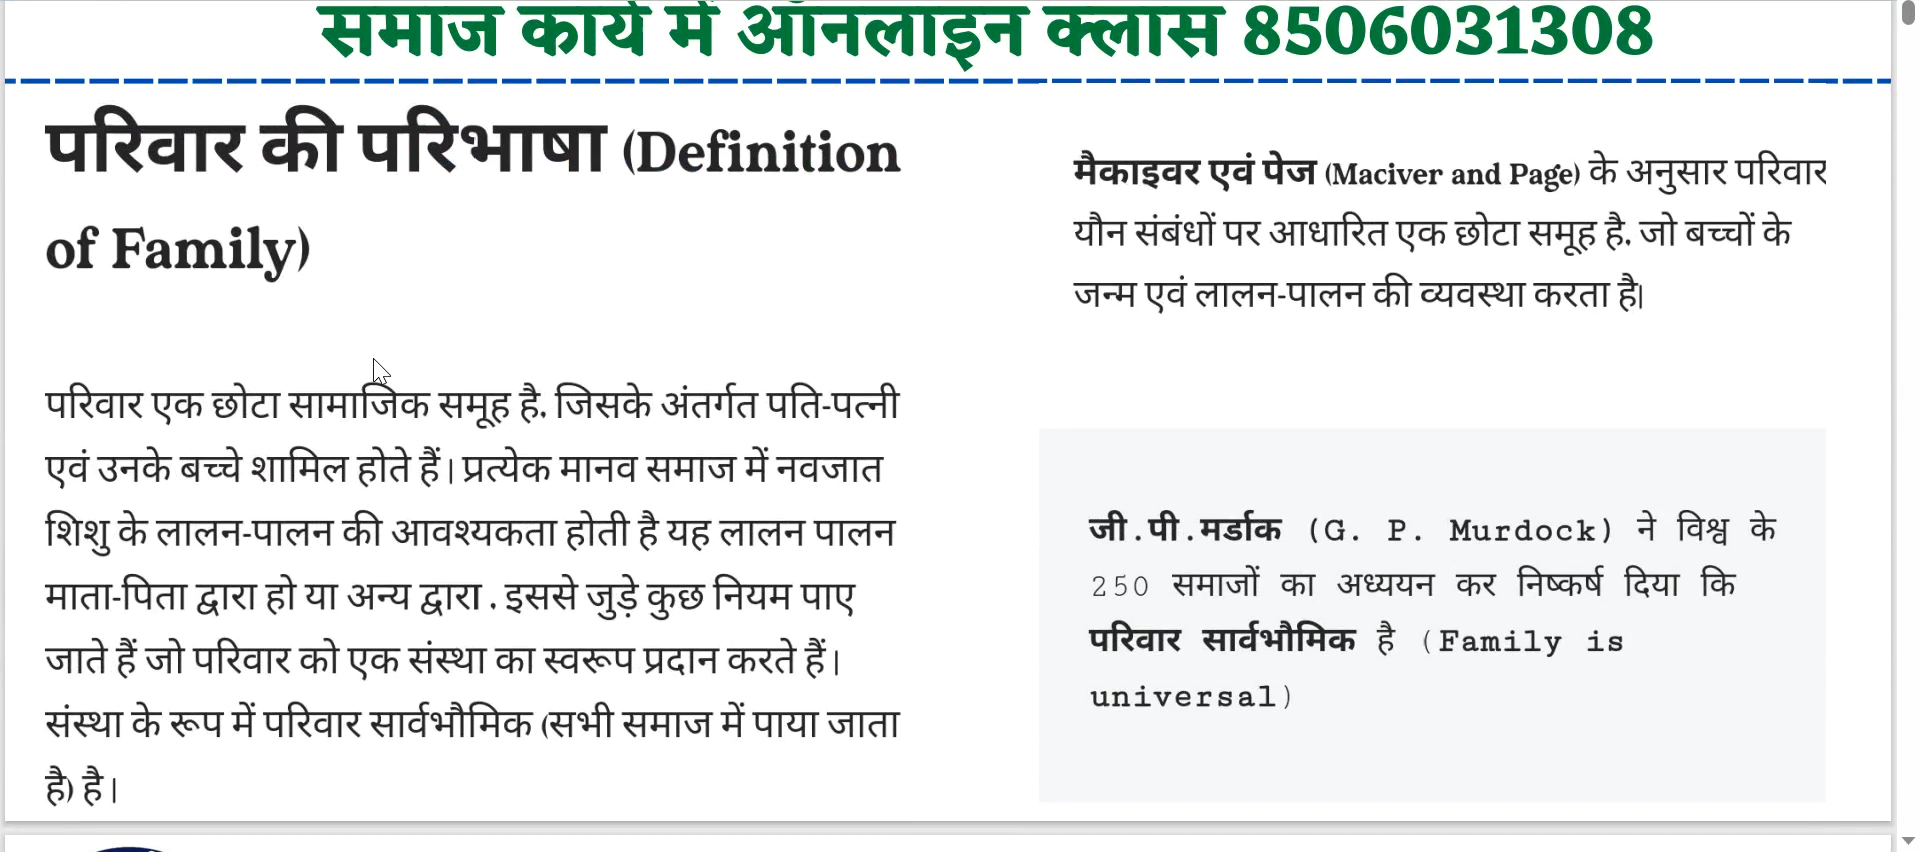 समाज कार्य में ऑनलाइन क्लास 8506031308
परिवार की परिभाषा (Definition
of Family)
परिवार एक छोटा सामाजिक समूह है. जिसके अंतर्गत पति-पत्नी
एवं उनके बच्चे शामिल होते हैं। प्रत्येक मानव समाज में नवजात
शिशु के लालन-पालन की आवश्यकता होती है यह लालन पालन
माता-पिता द्वारा हो या अन्य द्वारा . इससे जुड़े कुछ नियम पाए
जाते हैं जो परिवार को एक संस्था का स्वरूप प्रदान करते हैं।
संस्था के रूप में परिवार सार्वभौमिक (सभी समाज में पाया जाता
है) है।
मैकाइवर एवं पेज (Maciver and Page) के अनुसार परिवार
यौन संबंधों पर आधारित एक छोटा समूह है. जो बच्चों के
जन्म एवं लालन-पालन की व्यवस्था करता है।
जी.पी.मर्डाक (G. P. Murdock) ने विश्व के
250 समाजों का अध्ययन कर निष्कर्ष दिया कि
परिवार सार्वभौमिक है (Family is
universal)